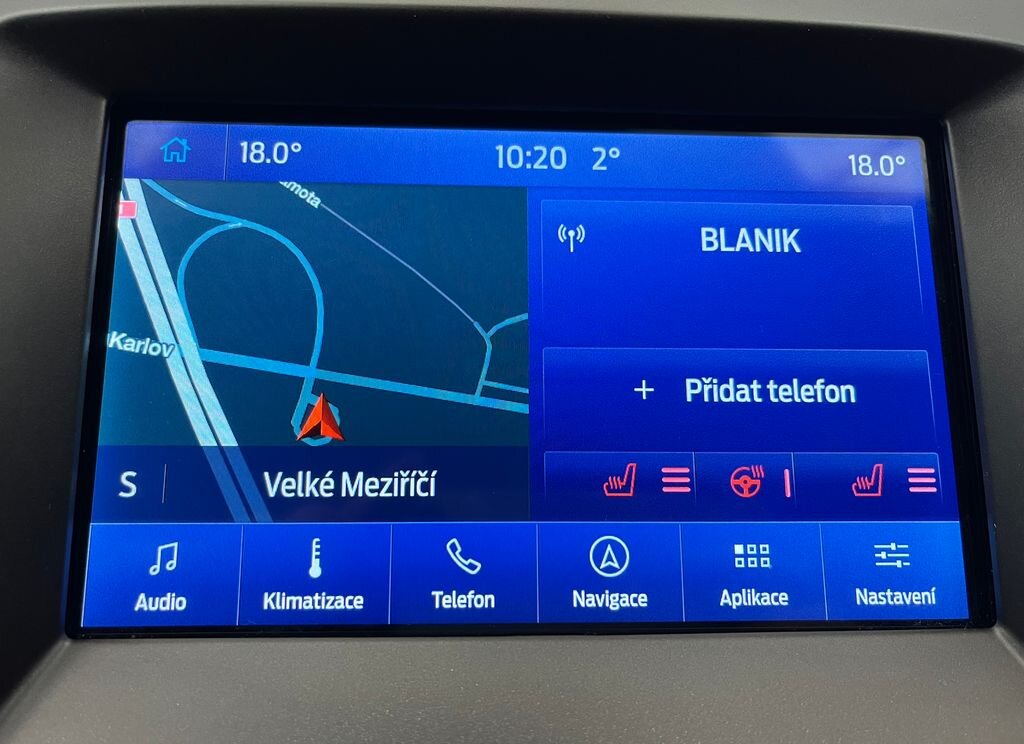 18.0°
10:20 2°
18.0°
mota
Karlov
BLANIK
+ Přidat telefon
S
Velké Meziříčí
Audio
Klimatizace
Telefon
Navigace
Aplikace
Nastavení